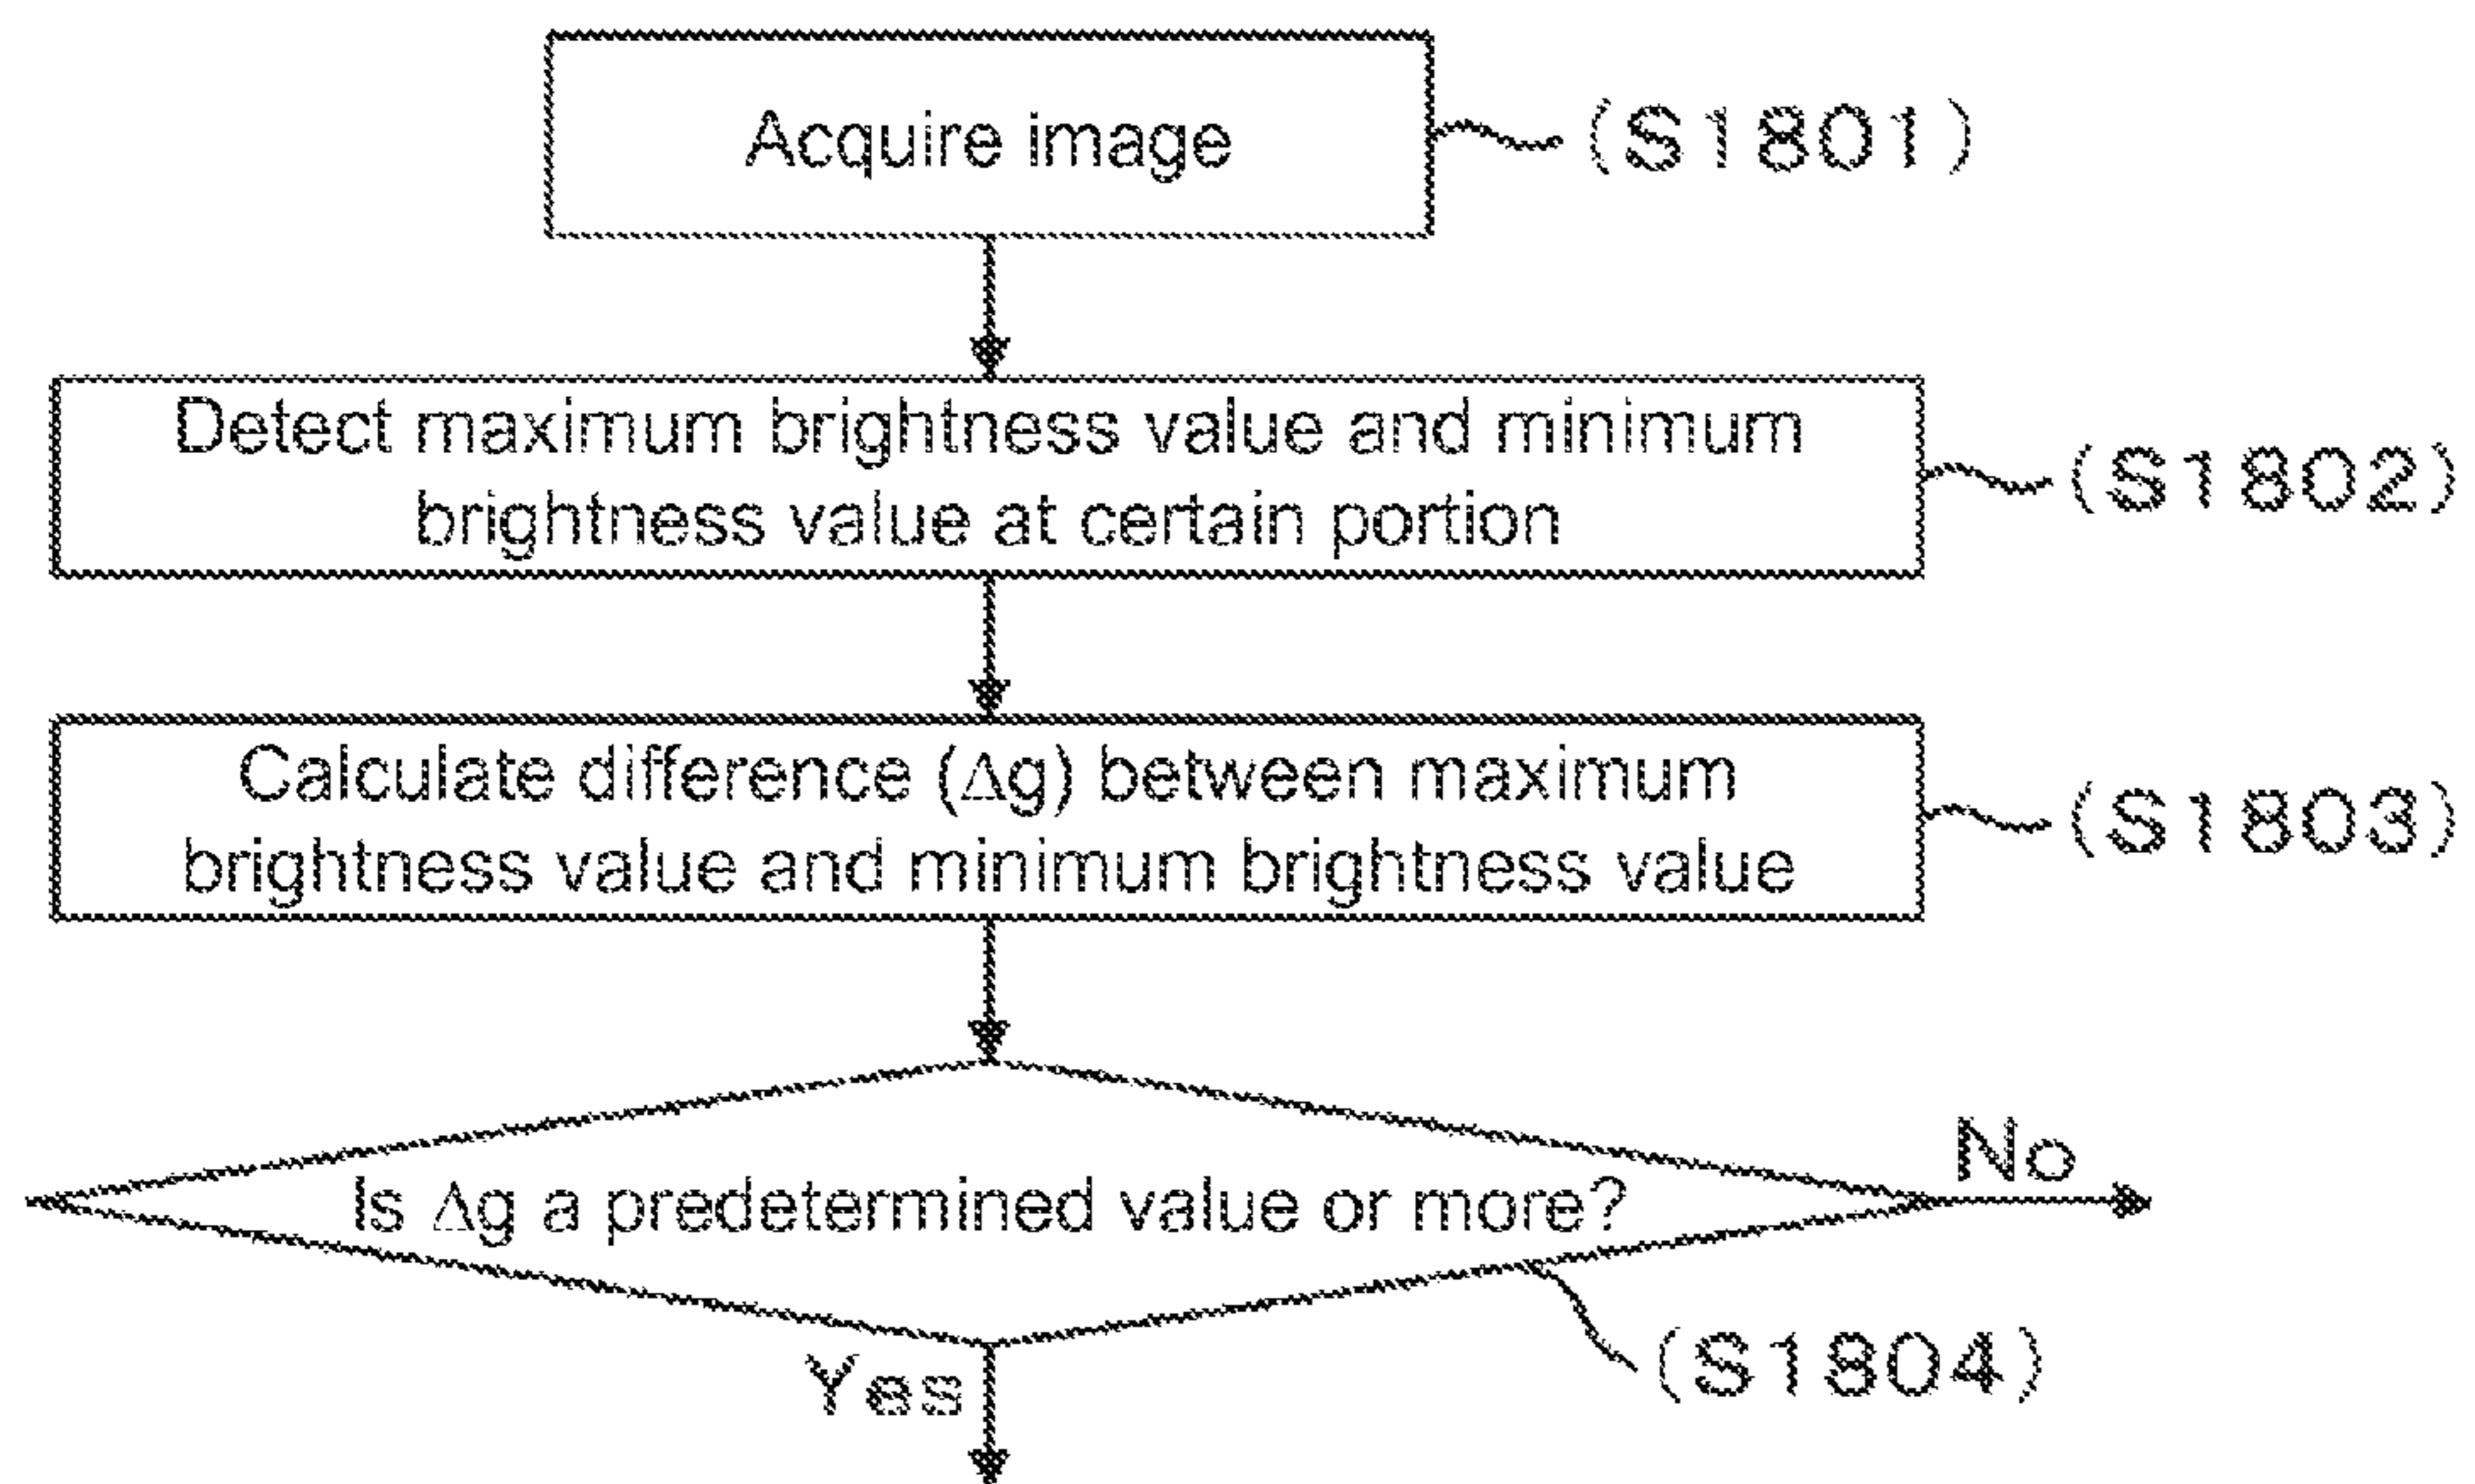 Acquire image
(S1801)
Detect maximum brightness value and minimum
brightness value at certain portion
(S1802)
Calculate difference (Δg) between maximum
brightness value and minimum brightness value
(S1803)
Is Δg a predetermined value or more?
No
(S1804)
Yes